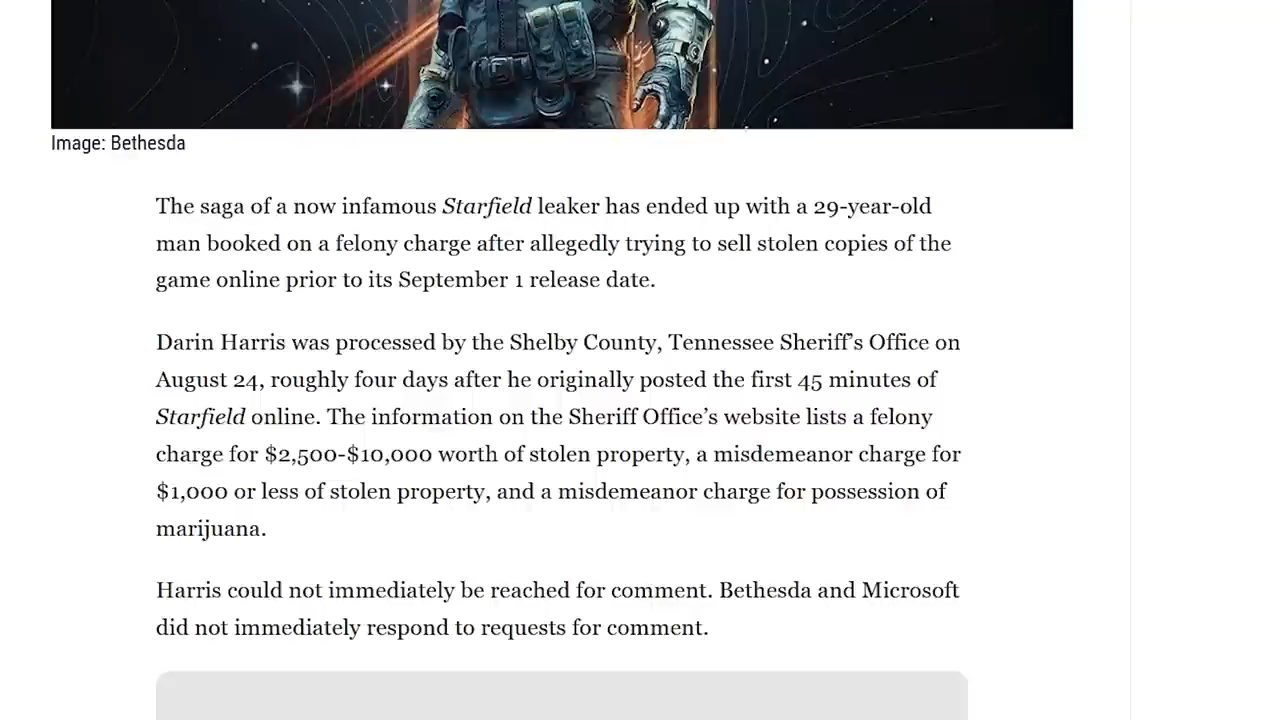 Image: Bethesda
The saga of a now infamous Starfield leaker has ended up with a 29-year-old
man booked on a felony charge after allegedly trying to sell stolen copies of the
game online prior to its September 1 release date.
Darin Harris was processed by the Shelby County, Tennessee Sheriff’s Office on
August 24, roughly four days after he originally posted the first 45 minutes of
Starfield online. The information on the Sheriff Office’s website lists a felony
charge for $2,500-$10,000 worth of stolen property, a misdemeanor charge for
$1,000 or less of stolen property, and a misdemeanor charge for possession of
marijuana.
Harris could not immediately be reached for comment. Bethesda and Microsoft
did not immediately respond to requests for comment.